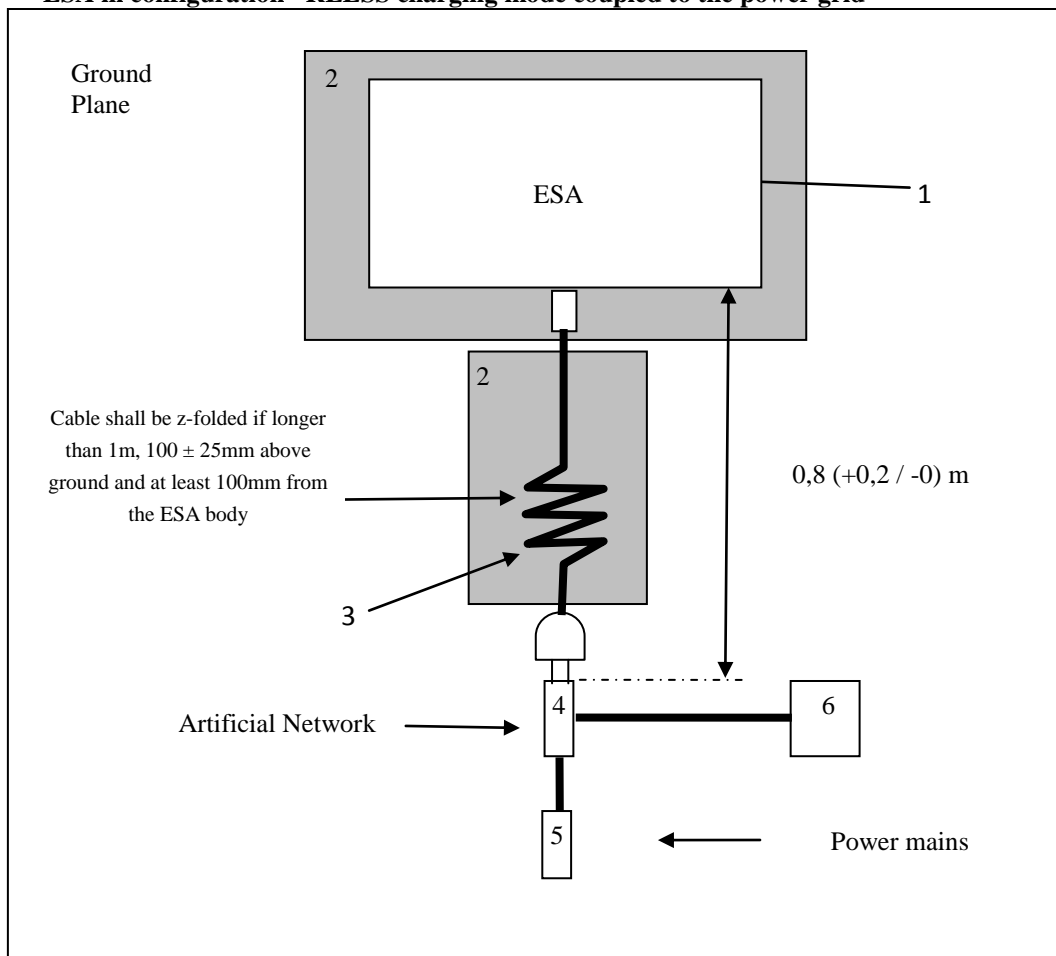 ESA in configuration "REESS charging mode coupled to the power grid"
Ground
Plane
2
ESA
1
2
Cable shall be z-folded if longer
than 1m, 100 ± 25mm above
ground and at least 100mm from
the ESA body
0,8 (+0,2 / -0) m
3
4
6
Artificial Network
5
Power mains